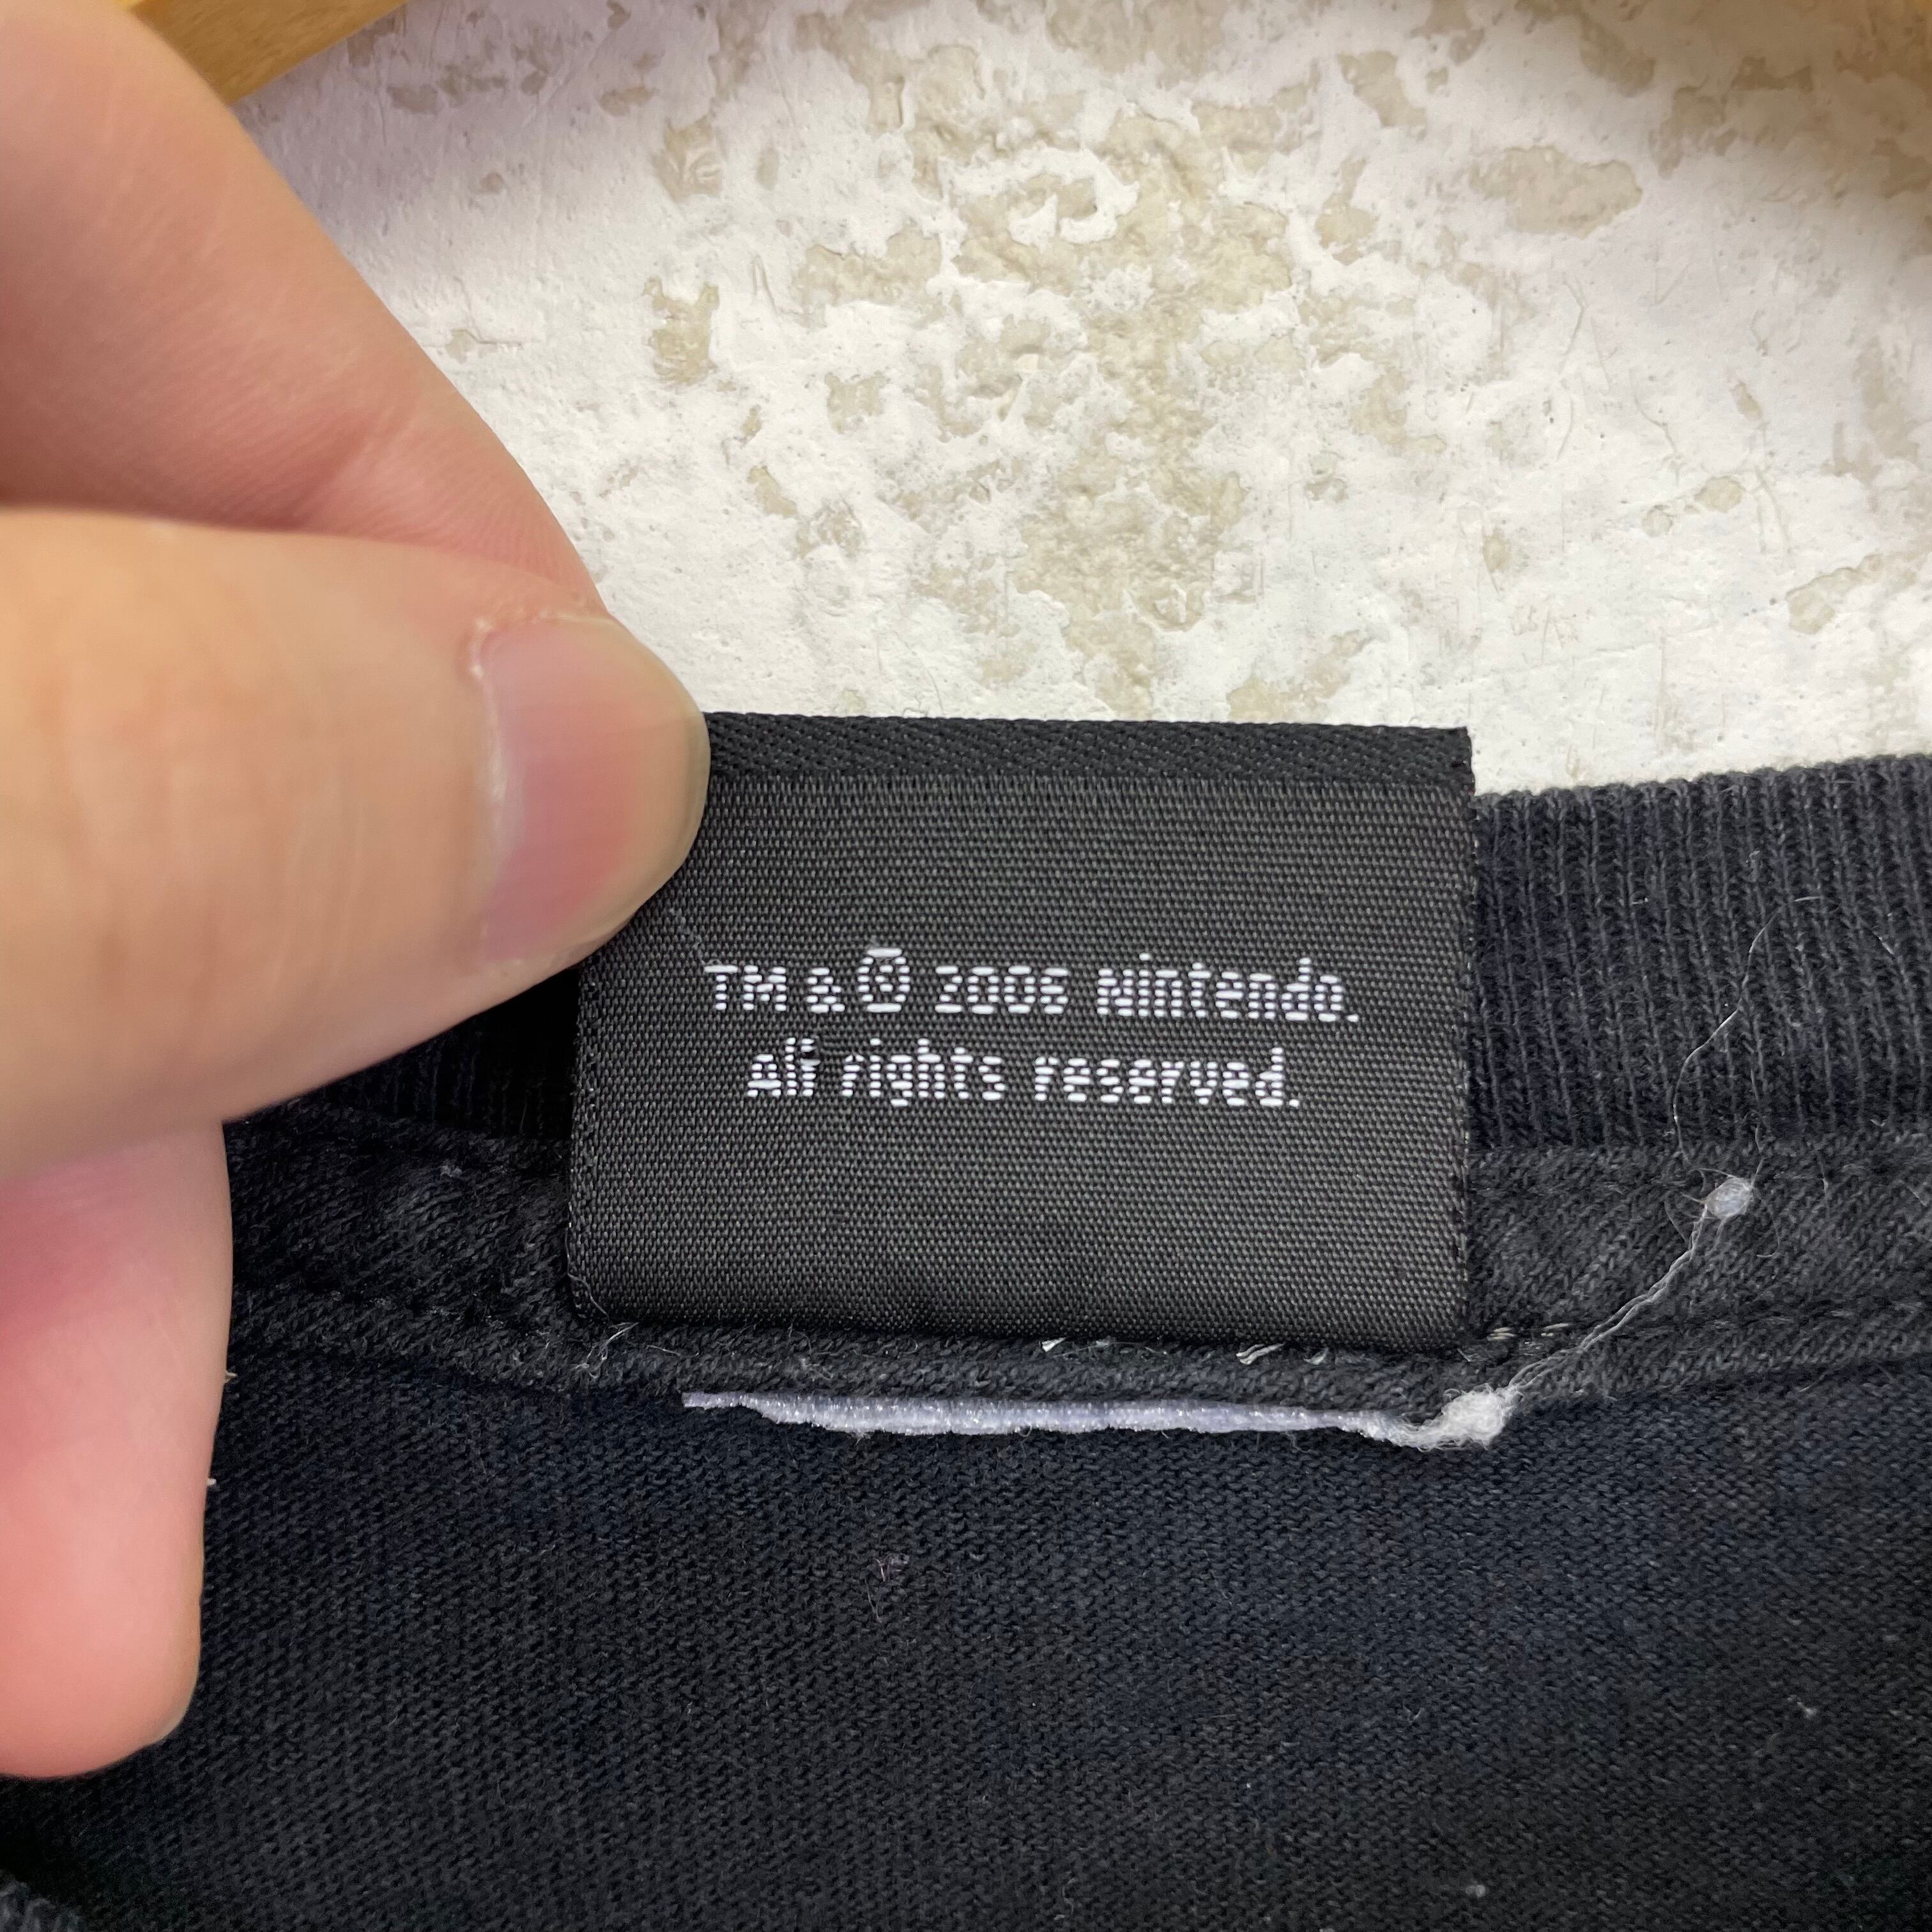 TM & © 2006 Nintendo.
All rights reserved.